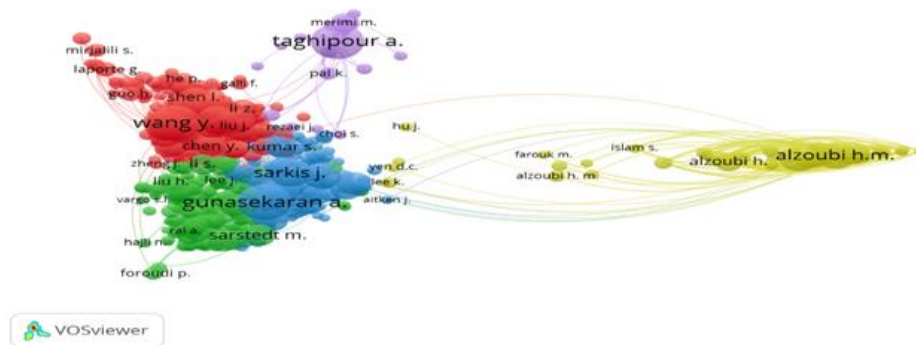 merimi m.
taghipour a.
mirjalili s.
laporte g.
he p.
galli f.
pal k.
guo h.
shen l.
li z.
wang y.
liu j.
rezaei j.
choi s.
hu j.
chen y.
kumar s.
zheng j.
li s.
yen d.c.
farouk m.
islam s.
alzoubi h.
alzoubi h.m.
liu h.
lee j.
sarkis j.
lee k.
alzoubi h. m.
gunasekaran a.
aitken j.
rai a.
sarstedt m.
hajli n.
foroudi p.
VOSviewer